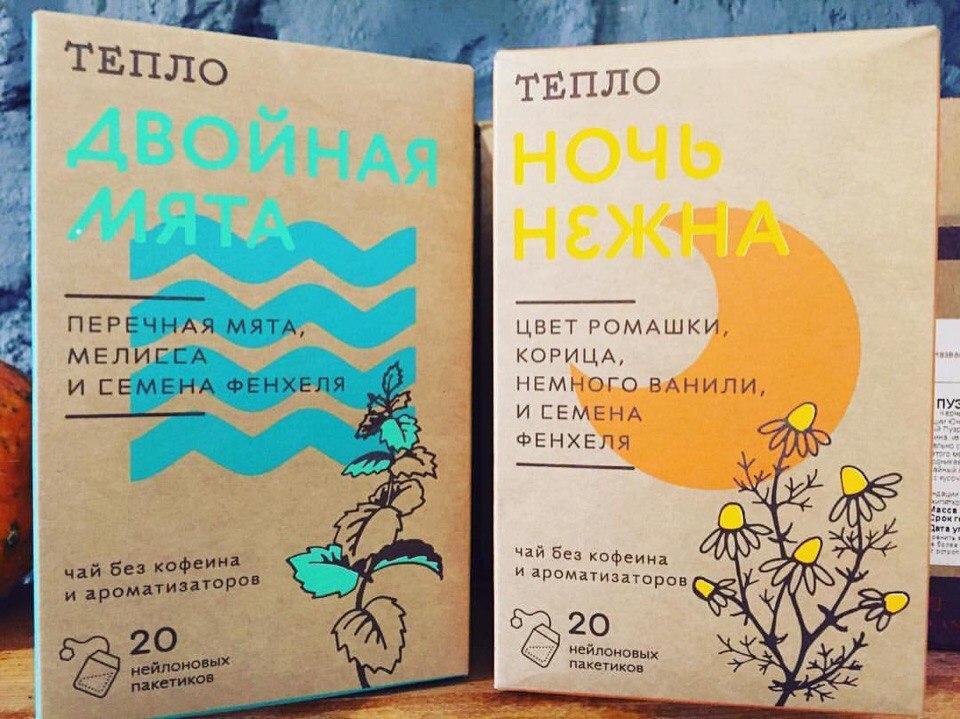 ТЕПЛО
ДВОЙНАЯ
МЯТА
ПЕРЕЧНАЯ МЯТА,
МЕЛИССА
И СЕМЕНА ФЕНХЕЛЯ
чай без кофеина
и ароматизаторов
20
нейлоновых
пакетиков
ТЕПЛО
НОЧЬ
НЕЖНА
ЦВЕТ РОМАШКИ,
КОРИЦА,
НЕМНОГО ВАНИЛИ,
И СЕМЕНА
ФЕНХЕЛЯ
чай без кофеина
и ароматизаторов
20
нейлоновых
пакетиков
Масса